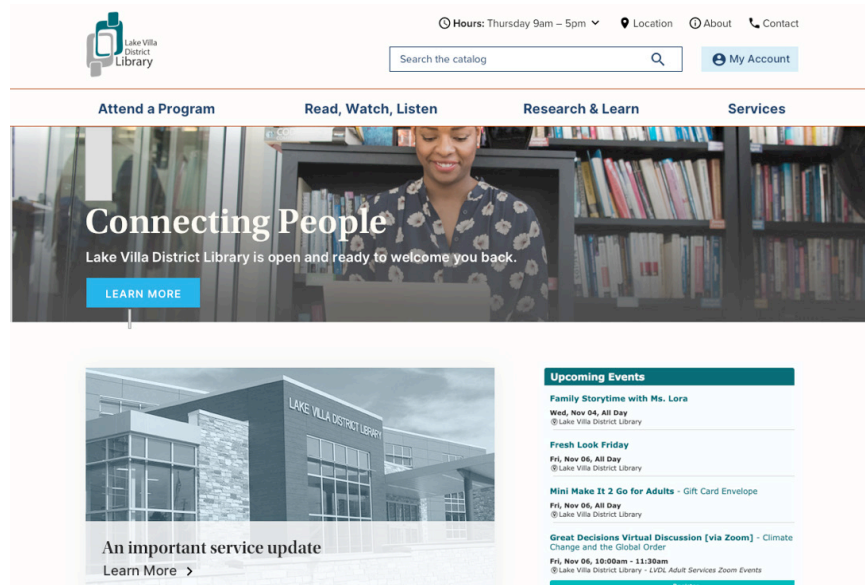 Lake Villa
District
Library
Hours: Thursday 9am – 5pm
Location
About
Contact
Search the catalog
My Account
Attend a Program
Read, Watch, Listen
Research & Learn
Services
Connecting People
Lake Villa District Library is open and ready to welcome you back.
LEARN MORE
LAKE VILLA DISTRICT LIBRARY
An important service update
Learn More
Upcoming Events
Family Storytime with Ms. Lora
Wed, Nov 04, All Day
Lake Villa District Library
Fresh Look Friday
Fri, Nov 06, All Day
Lake Villa District Library
Mini Make It 2 Go for Adults - Gift Card Envelope
Fri, Nov 06, All Day
Lake Villa District Library
Great Decisions Virtual Discussion [via Zoom] - Climate
Change and the Global Order
Fri, Nov 06, 10:00am - 11:30am
Lake Villa District Library - LVDL Adult Services Zoom Events